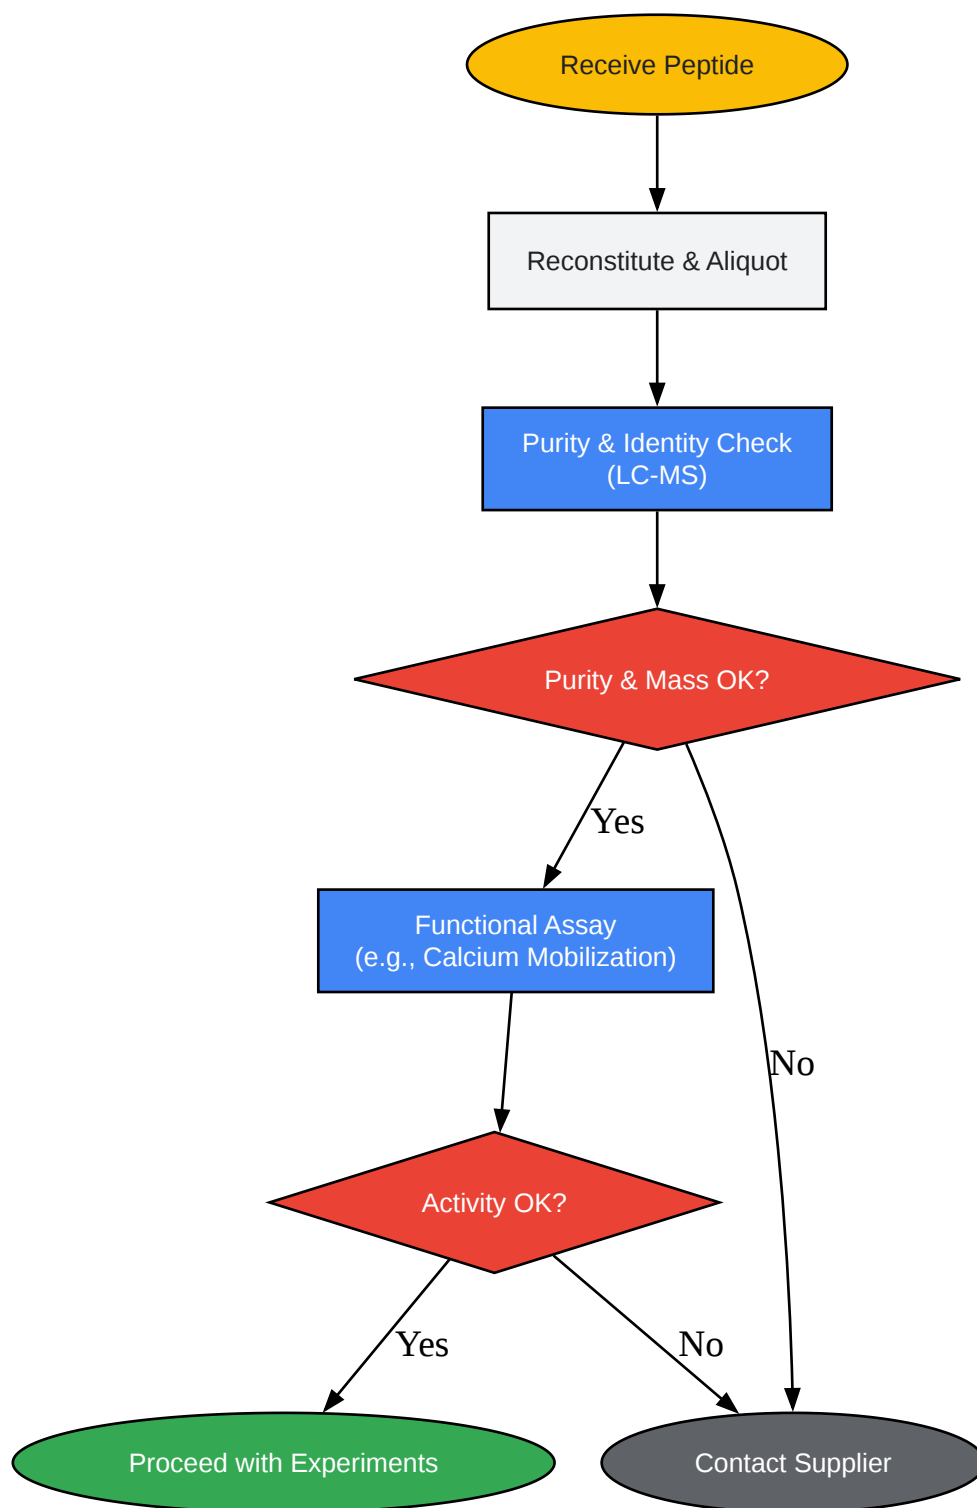 Receive Peptide
Reconstitute & Aliquot
Purity & Identity Check
(LC-MS)
Purity & Mass OK?
Yes
Functional Assay
(e.g., Calcium Mobilization)
No
Activity OK?
Yes
No
Proceed with Experiments
Contact Supplier